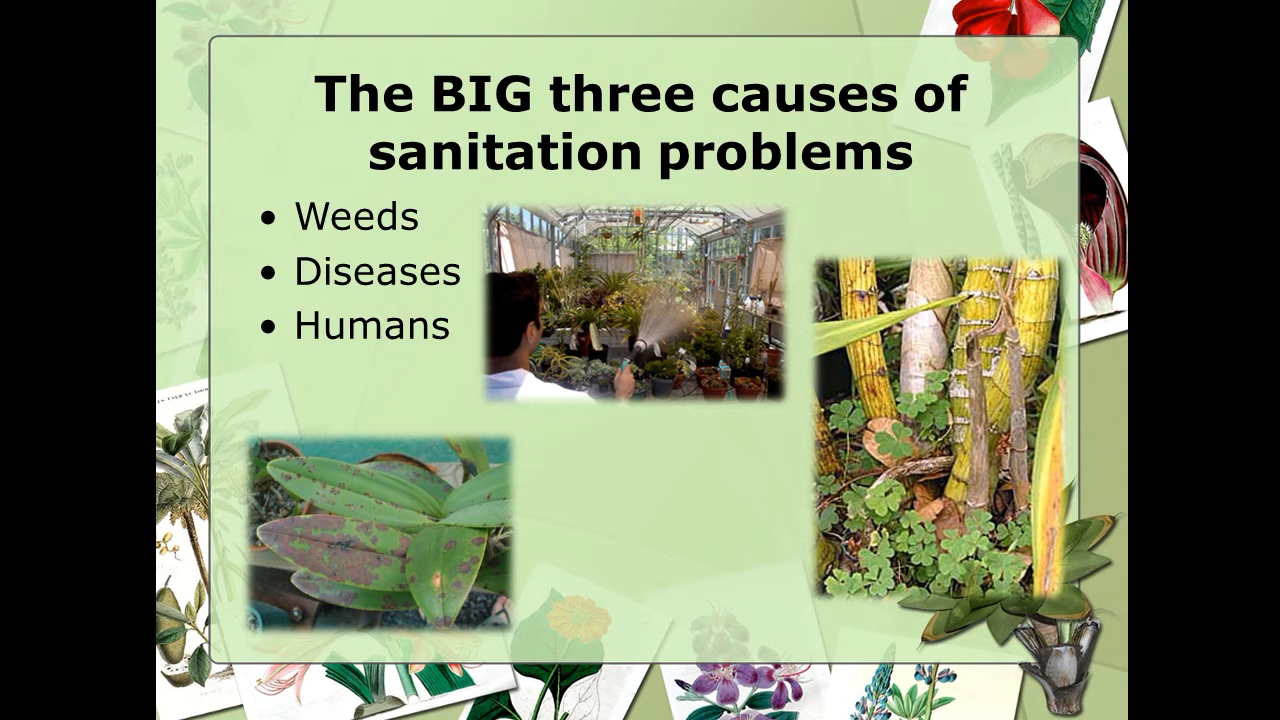 The BIG three causes of
sanitation problems
• Weeds
• Diseases
• Humans